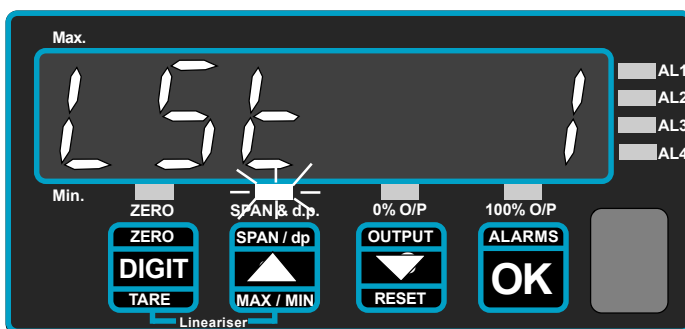 Max.
LSt 1
AL1
AL2
AL3
AL4
Min.
ZERO SPAN & d.p. 0% O/P 100% O/P
ZERO SPAN / dp OUTPUT ALARMS
DIGIT OK
TARE MAX / MIN RESET
Lineariser